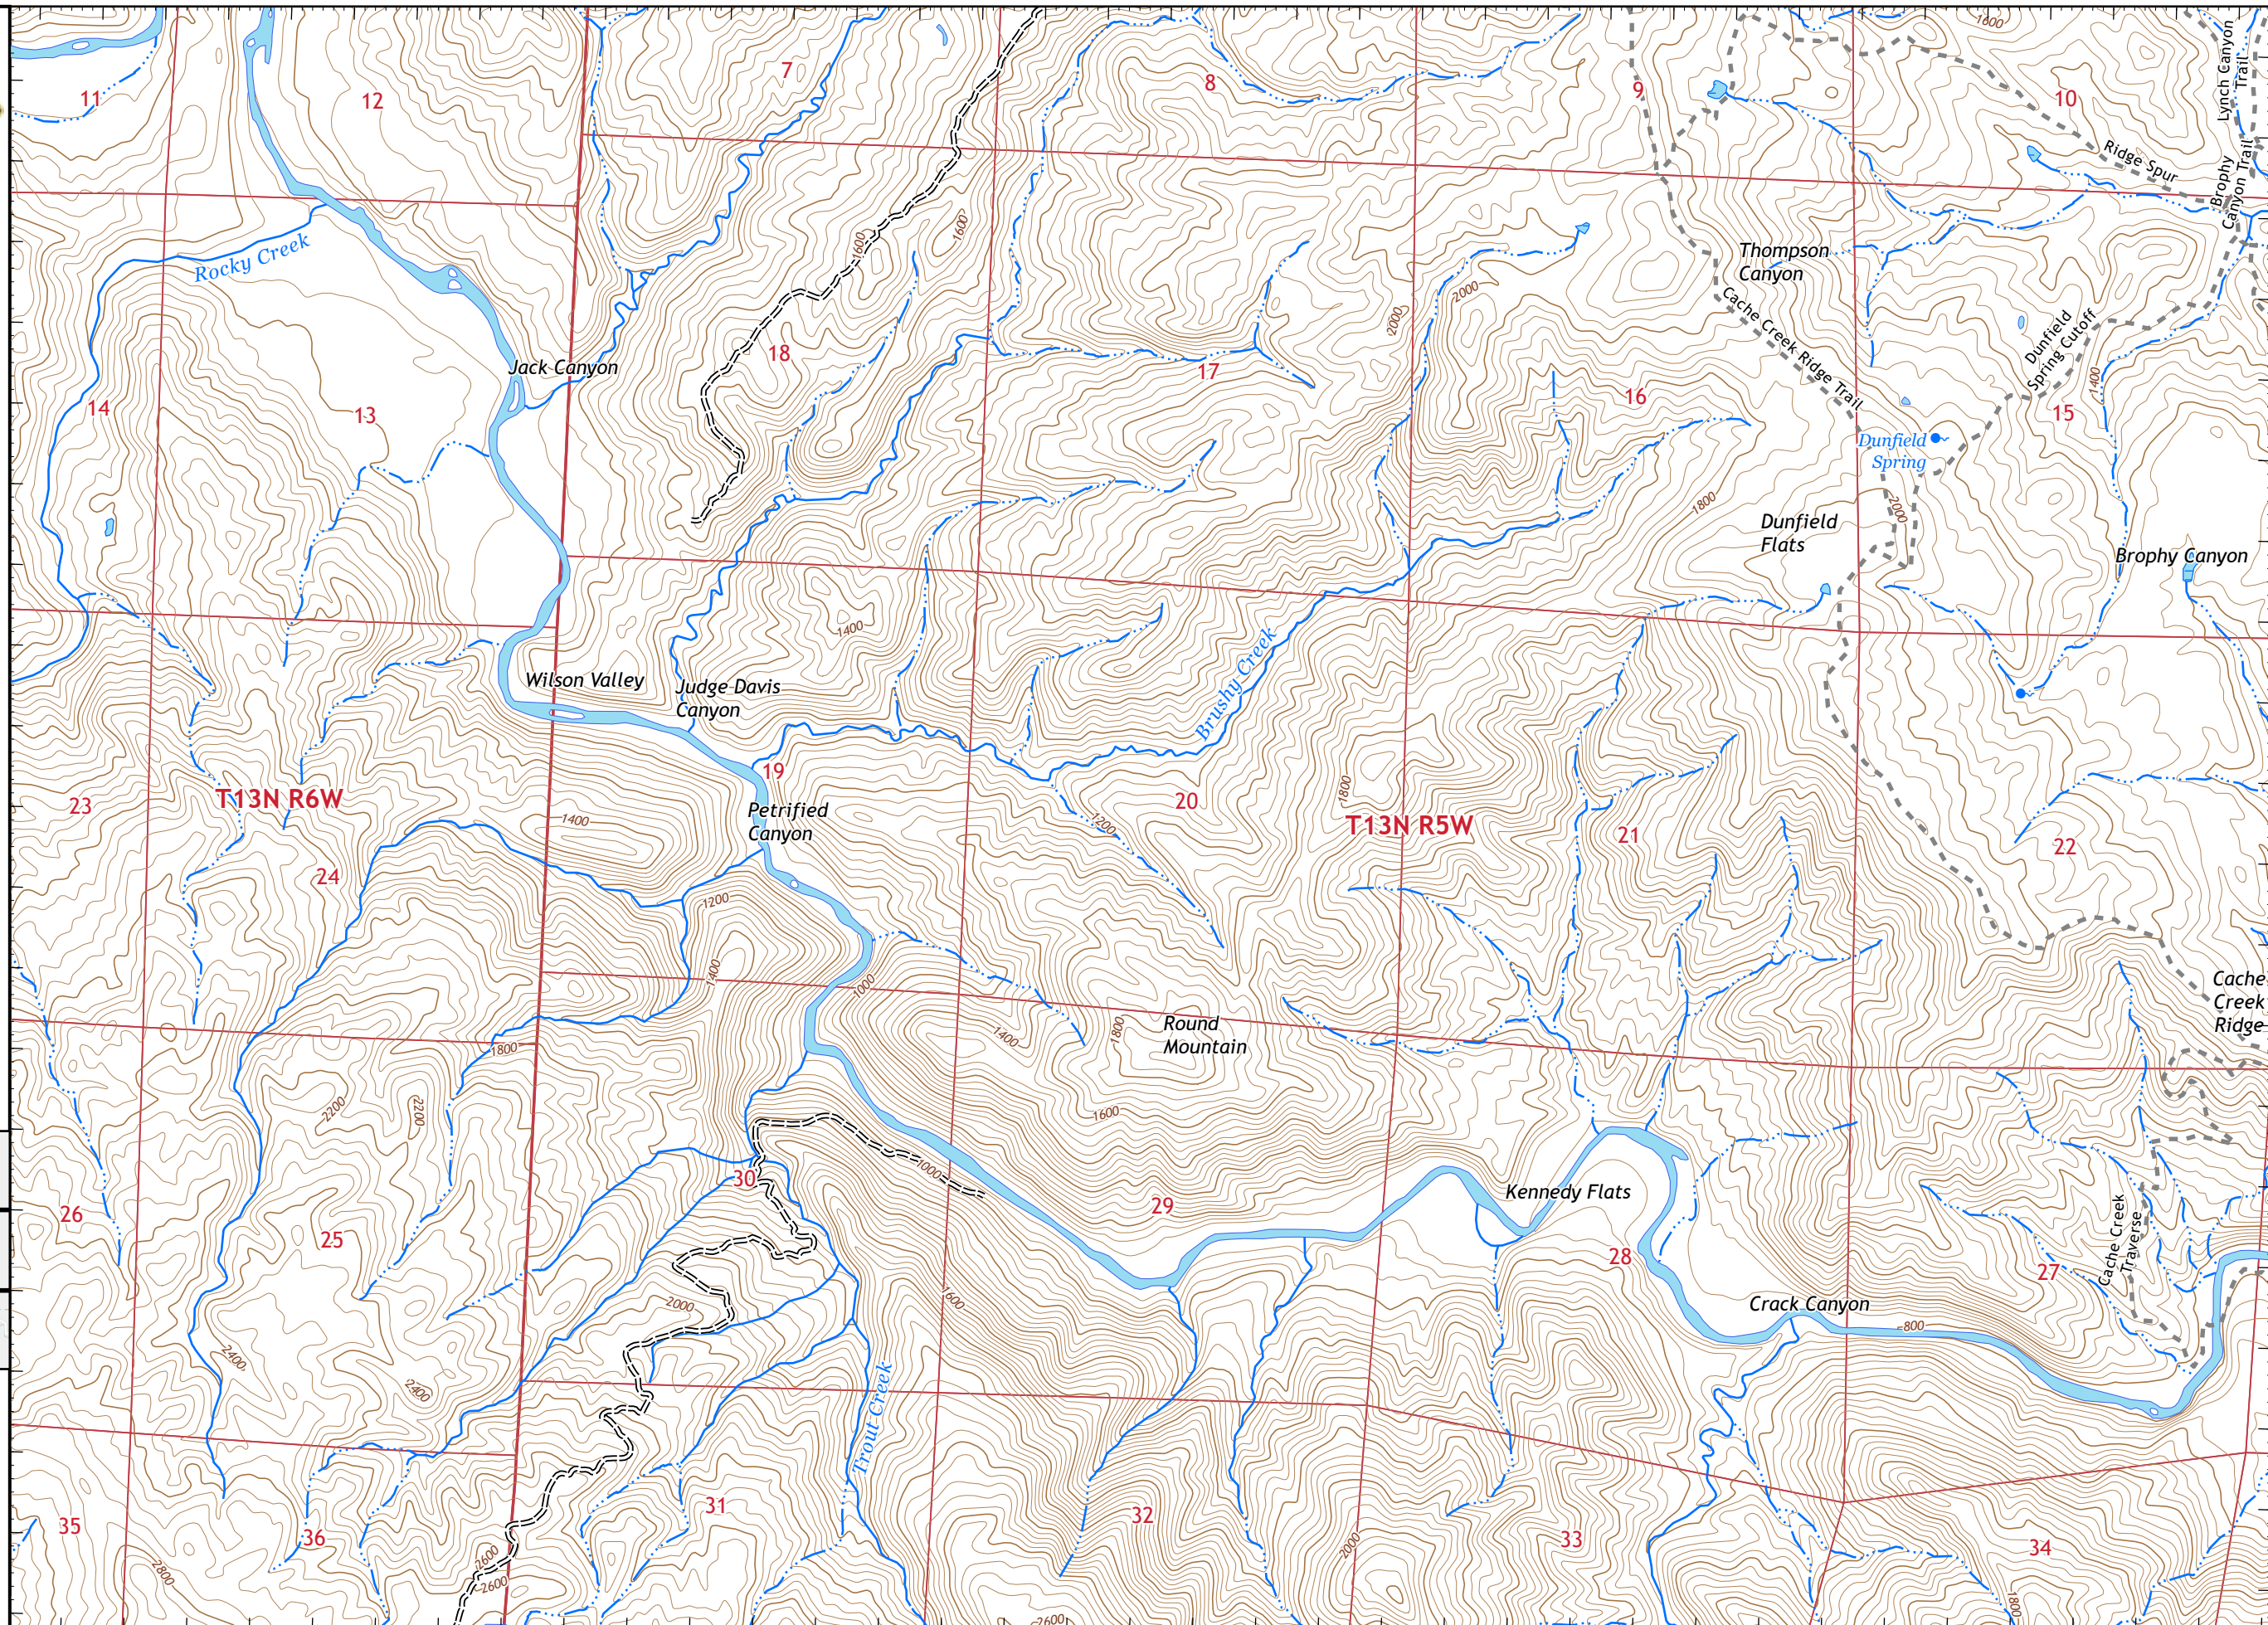 1600
Lynch Canyon
Trail
7
8
9
10
11
12
Ridge Spur
Brophy
Canyon Trail
Rocky Creek
1600
1600
Thompson
Canyon
2000
2000
Cache Creek Ridge Trail
Dunfield
Spring Cutoff
Jack Canyon
18
17
16
1400
15
14
13
Dunfield
Spring
1800
2000
Dunfield
Flats
Brophy Canyon
1400
Brushy Creek
Wilson Valley
Judge Davis
Canyon
19
1800
20
23
T13N R6W
Petrified
Canyon
1400
1200
T13N R5W
21
22
24
1200
1400
1000
Cache
Creek
Ridge
1800
1400
1800
Round
Mountain
2200
2200
1600
1000
30
29
Kennedy Flats
26
25
28
27
Cache Creek
Traverse
2000
1600
Crack Canyon
800
2400
2400
Trout Creek
31
32
33
34
35
36
2000
2600
2600
2800
1800
2600